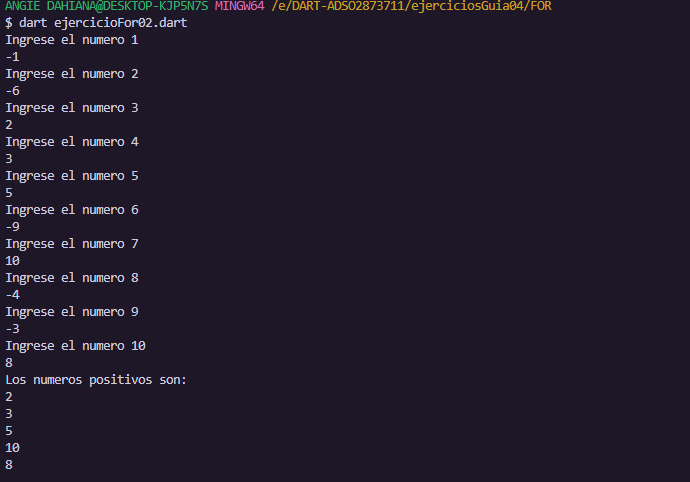 ANGIE DAHIANA@DESKTOP-KJP5N7S MINGW64 /e/DART-ADSO2873711/ejerciciosGuia04/FOR
$ dart ejercicioFor02.dart
Ingrese el numero 1
-1
Ingrese el numero 2
-6
Ingrese el numero 3
2
Ingrese el numero 4
3
Ingrese el numero 5
5
Ingrese el numero 6
-9
Ingrese el numero 7
10
Ingrese el numero 8
-4
Ingrese el numero 9
-3
Ingrese el numero 10
8
Los numeros positivos son:
2
3
5
10
8